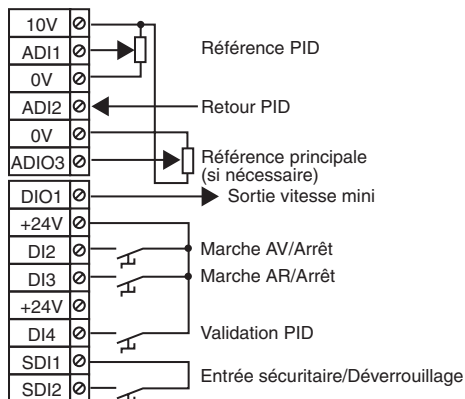 10V
ADI1
Référence PID
0V
ADI2
Retour PID
0V
ADIO3
Référence principale
(si nécessaire)
DIO1
Sortie vitesse mini
+24V
DI2
Marche AV/Arrêt
DI3
Marche AR/Arrêt
+24V
DI4
Validation PID
SDI1
Entrée sécuritaire/Déverrouillage
SDI2